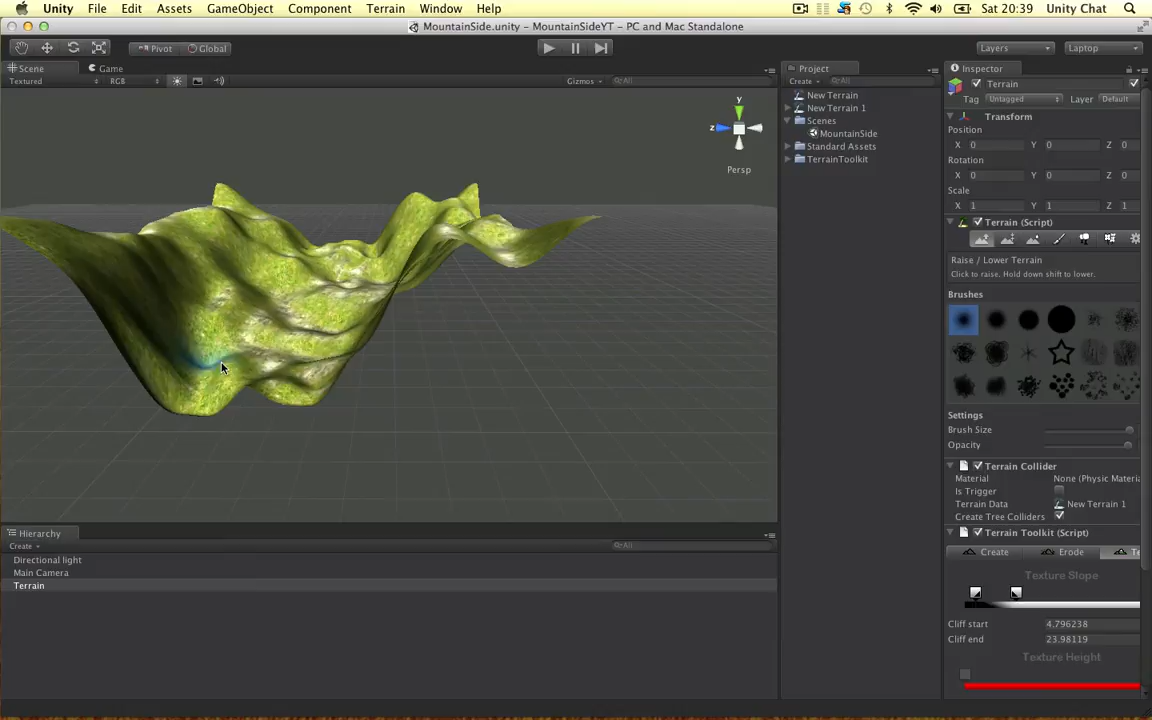 Unity File Edit Assets GameObject Component Terrain Window Help Sat 20:39 Unity Chat
MountainSide.unity - MountainSideYT - PC and Mac Standalone
Pivot Global Layers Laptop
Scene Game
Textured RGB Gizmos All
y
z
Persp
Project
Create All
New Terrain
New Terrain 1
Scenes
MountainSide
Standard Assets
TerrainToolkit
Inspector
Terrain
Tag Untagged Layer Default
Transform
Position
X 0 Y 0 Z 0
Rotation
X 0 Y 0 Z 0
Scale
X 1 Y 1 Z 1
Terrain (Script)
Raise / Lower Terrain
Click to raise. Hold down shift to lower.
Brushes
Settings
Brush Size
Opacity
Terrain Collider
Material None (Physic Materia
Is Trigger
Terrain Data New Terrain 1
Create Tree Colliders
Terrain Toolkit (Script)
Create Erode Te
Texture Slope
Cliff start 4.796238
Cliff end 23.98119
Texture Height
Hierarchy
Create All
Directional light
Main Camera
Terrain